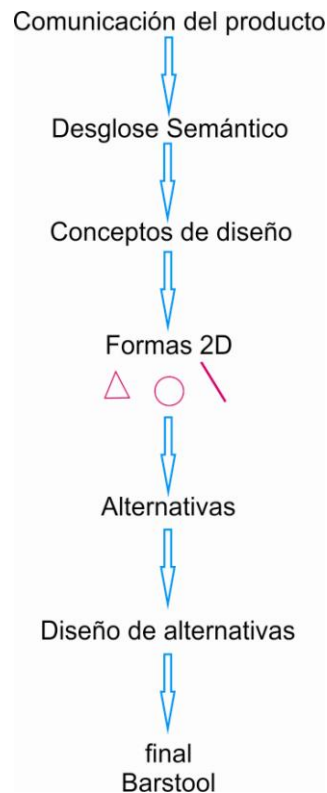 Comunicación del producto
Desglose Semántico
Conceptos de diseño
Formas 2D
Alternativas
Diseño de alternativas
final
Barstool